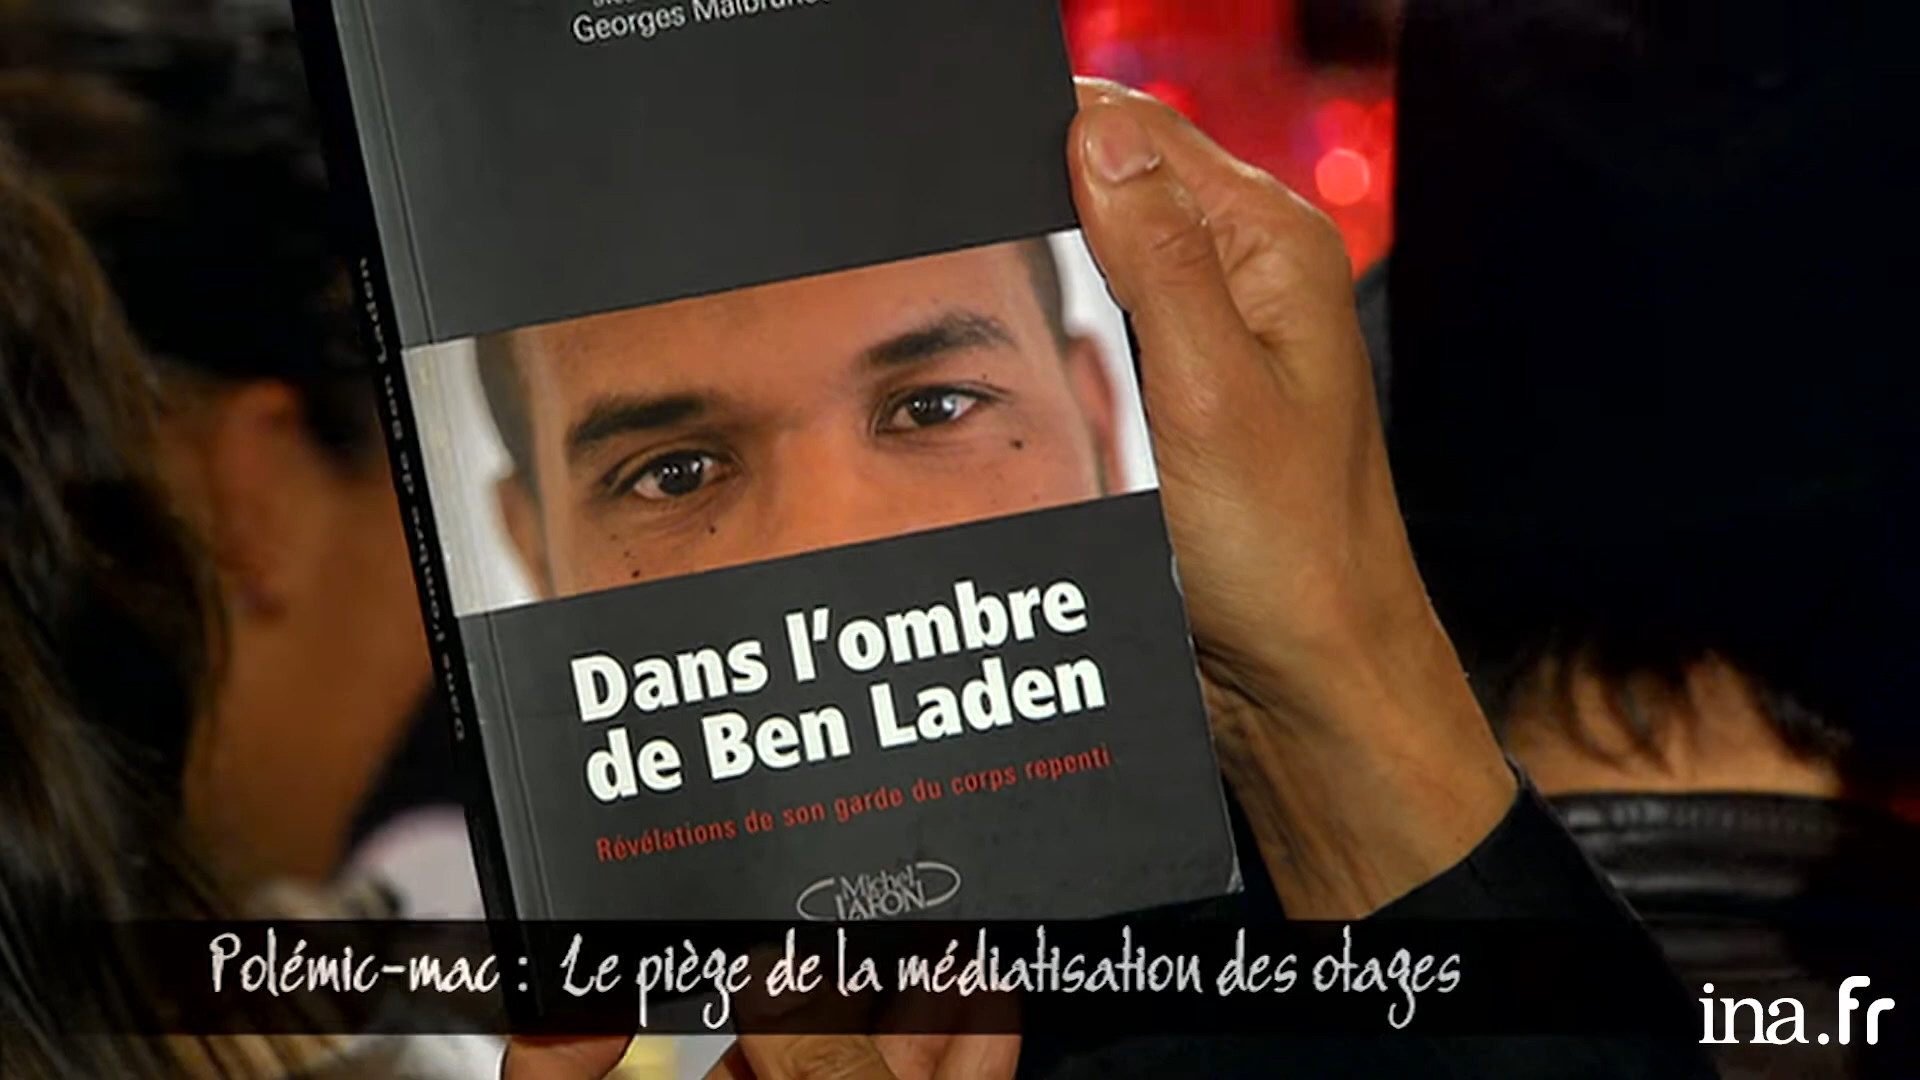 Georges
Dans l'ombre
de Ben Laden
Révélations de son garde du corps repenti
Michel
LAFON
Dans l'ombre de Ben Laden
Polémic-mac : Le piège de la médiatisation des otages
ina.fr